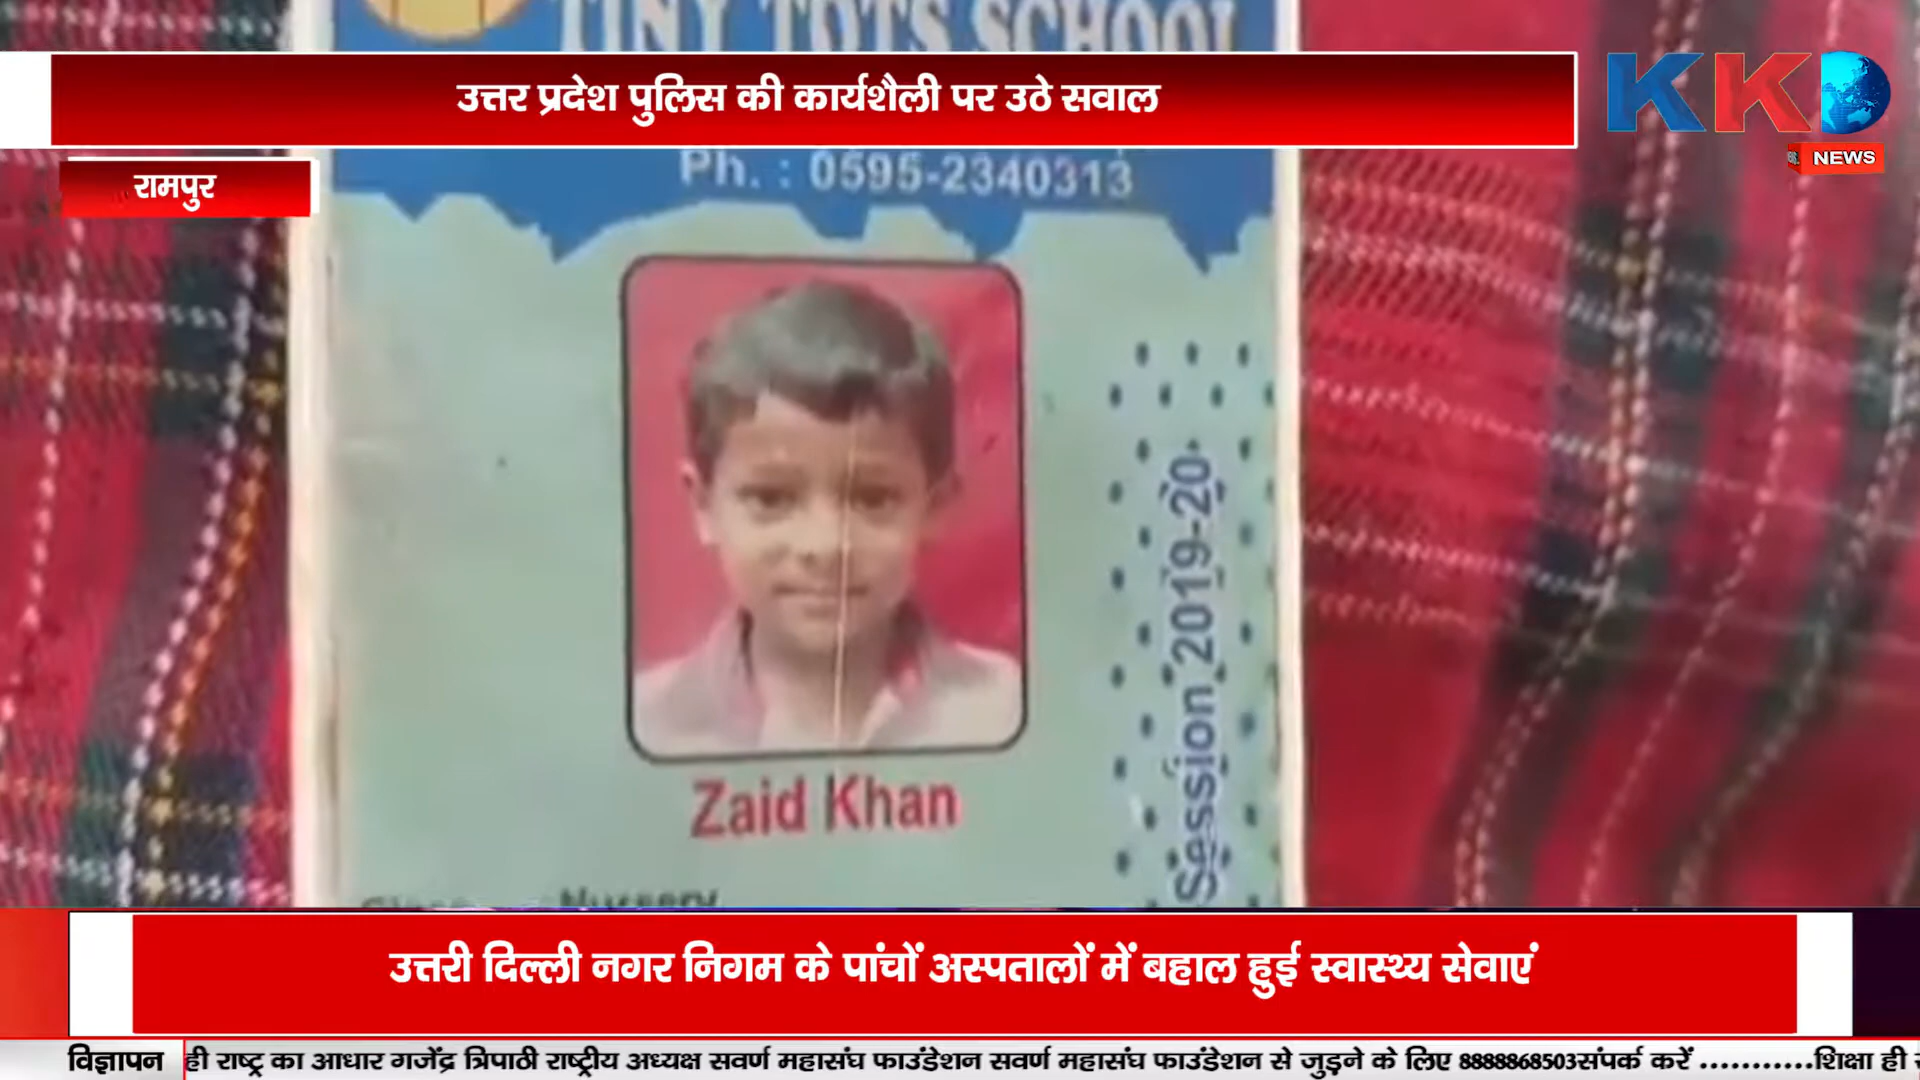 TINY TOTS SCHOOL
उत्तर प्रदेश पुलिस की कार्यशैली पर उठे सवाल
KKD
NEWS
रामपुर
Ph. : 0595-2340313
Session 2019-20
Zaid Khan
Nursery
उत्तरी दिल्ली नगर निगम के पांचों अस्पतालों में बहाल हुई स्वास्थ्य सेवाएं
विज्ञापन
ही राष्ट्र का आधार गजेंद्र त्रिपाठी राष्ट्रीय अध्यक्ष सवर्ण महासंघ फाउंडेशन सवर्ण महासंघ फाउंडेशन से जुड़ने के लिए 8888868503संपर्क करें ...........शिक्षा ही